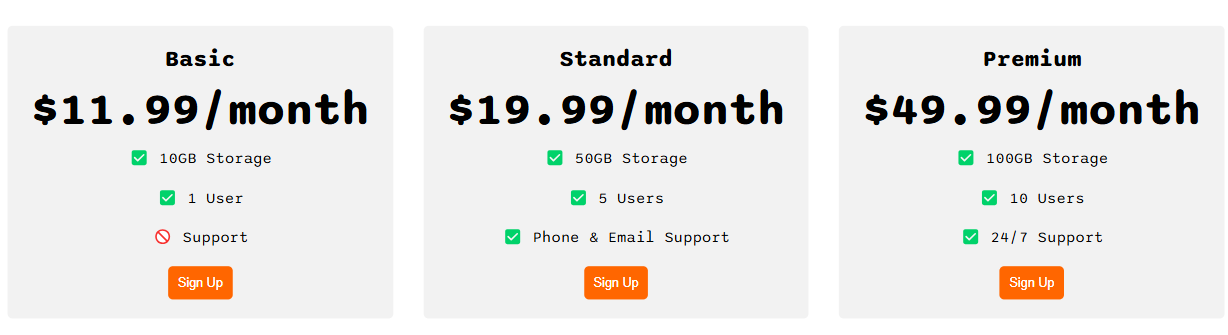 Basic
$11.99/month
10GB Storage
1 User
Support
Sign Up
Standard
$19.99/month
50GB Storage
5 Users
Phone & Email Support
Sign Up
Premium
$49.99/month
100GB Storage
10 Users
24/7 Support
Sign Up